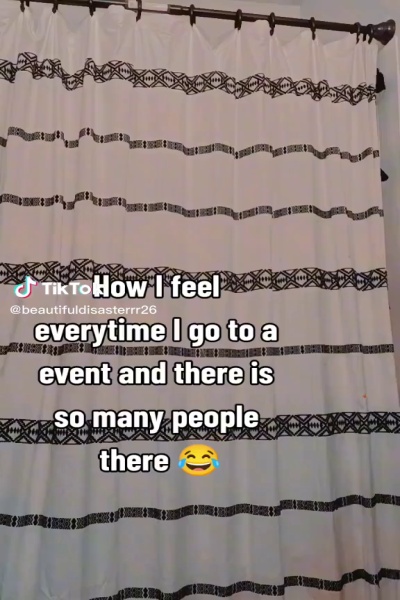 TikTok
@beautifuldisasterrr26
How I feel
everytime I go to a
event and there is
so many people
there 😂